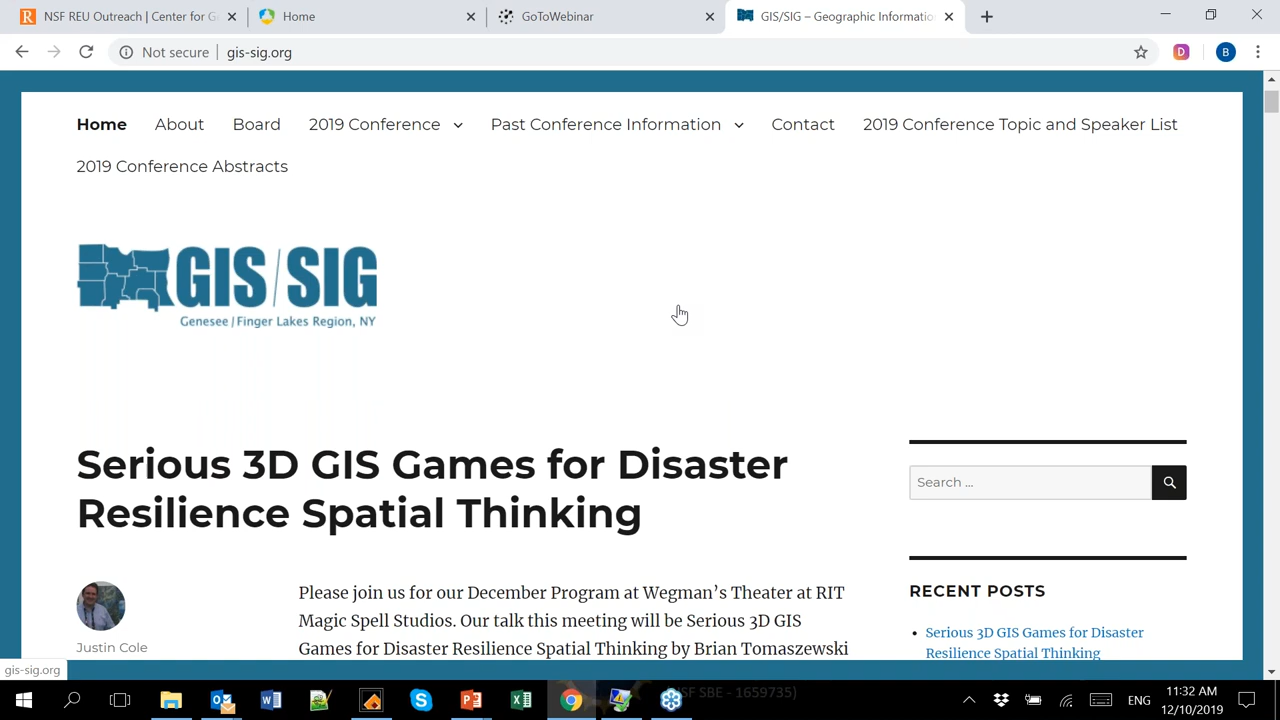 NSF REU Outreach | Center for G
Home
GoToWebinar
GIS/SIG – Geographic Informatio
Not secure | gis-sig.org
D
B
Home About Board 2019 Conference Past Conference Information Contact 2019 Conference Topic and Speaker List
2019 Conference Abstracts
GIS/SIG
Genesee/Finger Lakes Region, NY
Serious 3D GIS Games for Disaster
Resilience Spatial Thinking
Search …
RECENT POSTS
Serious 3D GIS Games for Disaster
Resilience Spatial Thinking
Justin Cole
Please join us for our December Program at Wegman’s Theater at RIT
Magic Spell Studios. Our talk this meeting will be Serious 3D GIS
Games for Disaster Resilience Spatial Thinking by Brian Tomaszewski
gis-sig.org
SF SBE - 1659735)
ENG
11:32 AM
12/10/2019